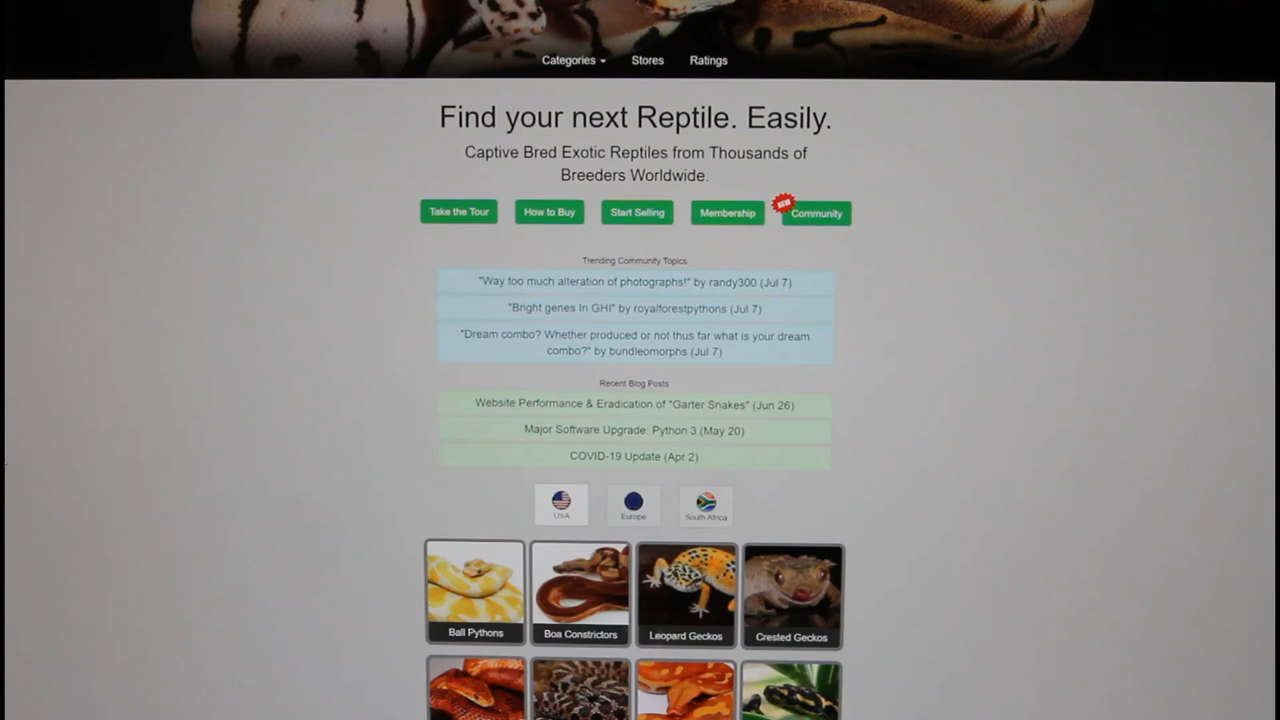 Categories Stores Ratings
Find your next Reptile. Easily.
Captive Bred Exotic Reptiles from Thousands of
Breeders Worldwide.
Take the Tour How to Buy Start Selling Membership NEW Community
Trending Community Topics
"Way too much alteration of photographs!" by randy300 (Jul 7)
"Bright genes In GHI" by royalforestpythons (Jul 7)
"Dream combo? Whether produced or not thus far what is your dream
combo?" by bundleomorphs (Jul 7)
Recent Blog Posts
Website Performance & Eradication of "Garter Snakes" (Jun 26)
Major Software Upgrade: Python 3 (May 20)
COVID-19 Update (Apr 2)
USA Europe South Africa
Ball Pythons Boa Constrictors Leopard Geckos Crested Geckos